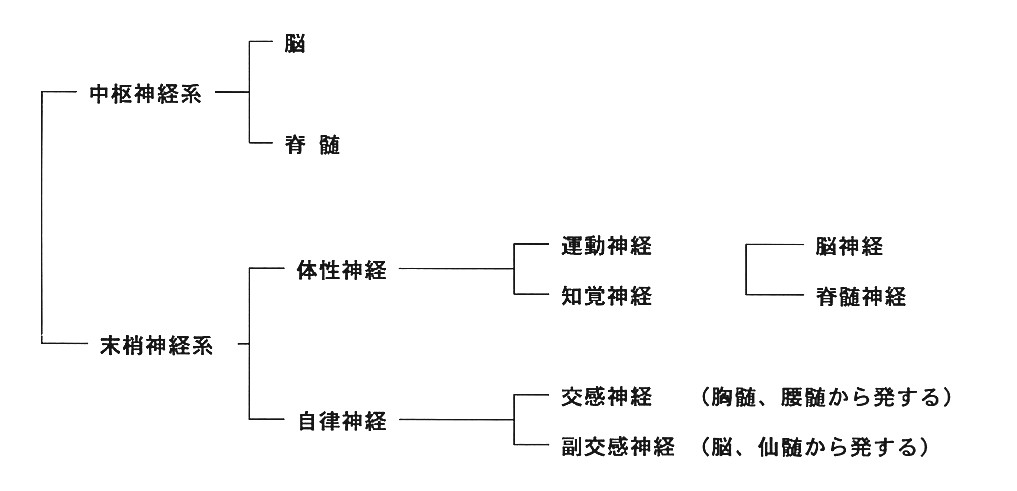 脳
中枢神経系
脊 髄
運動神経
脳神経
体性神経
知覚神経
脊髄神経
末梢神経系
交感神経 （胸髄、腰髄から発する）
自律神経
副交感神経 （脳、仙髄から発する）